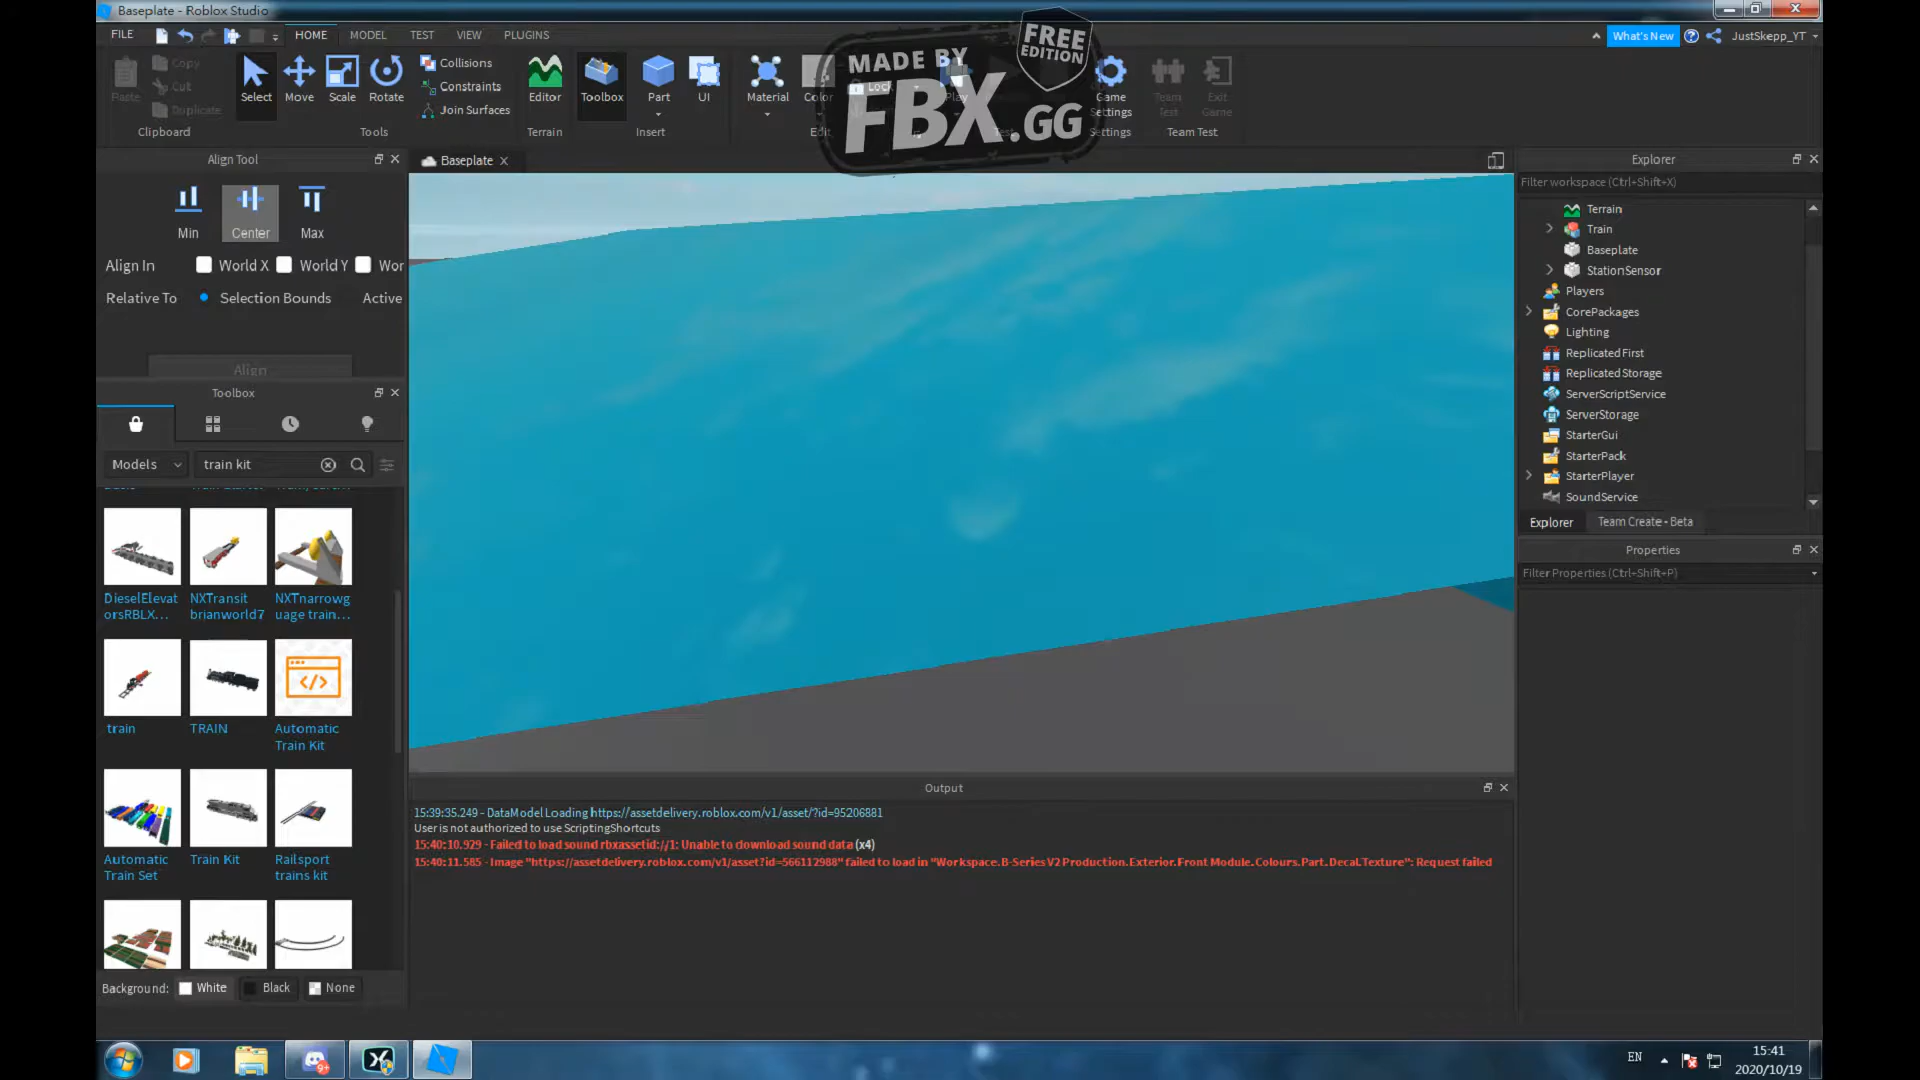 Baseplate - Roblox Studio
FILE
HOME
MODEL
TEST
VIEW
PLUGINS
What's New
JustSkepp_YT
Paste
Copy
Cut
Duplicate
Clipboard
Select
Move
Scale
Rotate
Tools
Collisions
Constraints
Join Surfaces
Editor
Terrain
Toolbox
Part
UI
Insert
Material
Color
Lock
Edit
Play
Game
Settings
Settings
Team
Test
Exit
Game
Team Test
MADE BY
FBX.GG
FREE
EDITION
Align Tool
Min
Center
Max
Align In
World X
World Y
Wor
Relative To
Selection Bounds
Active
Align
Toolbox
Models
train kit
DieselElevat
orsRBLX...
NXTransit
brianworld7
NXTnarrowg
uage train...
train
TRAIN
Automatic
Train Kit
Automatic
Train Set
Train Kit
Railsport
trains kit
Background:
White
Black
None
Baseplate
Output
15:39:35.249 - DataModel Loading https://assetdelivery.roblox.com/v1/asset/?id=95206881
User is not authorized to use ScriptingShortcuts
15:40:10.929 - Failed to load sound rbxassetid://1: Unable to download sound data (x4)
15:40:11.585 - Image "https://assetdelivery.roblox.com/v1/asset?id=566112988" failed to load in "Workspace.B-Series V2 Production.Exterior.Front Module.Colours.Part.Decal.Texture": Request failed
Explorer
Filter workspace (Ctrl+Shift+X)
Terrain
Train
Baseplate
StationSensor
Players
CorePackages
Lighting
ReplicatedFirst
ReplicatedStorage
ServerScriptService
ServerStorage
StarterGui
StarterPack
StarterPlayer
SoundService
Explorer
Team Create - Beta
Properties
Filter Properties (Ctrl+Shift+P)
EN
15:41
2020/10/19